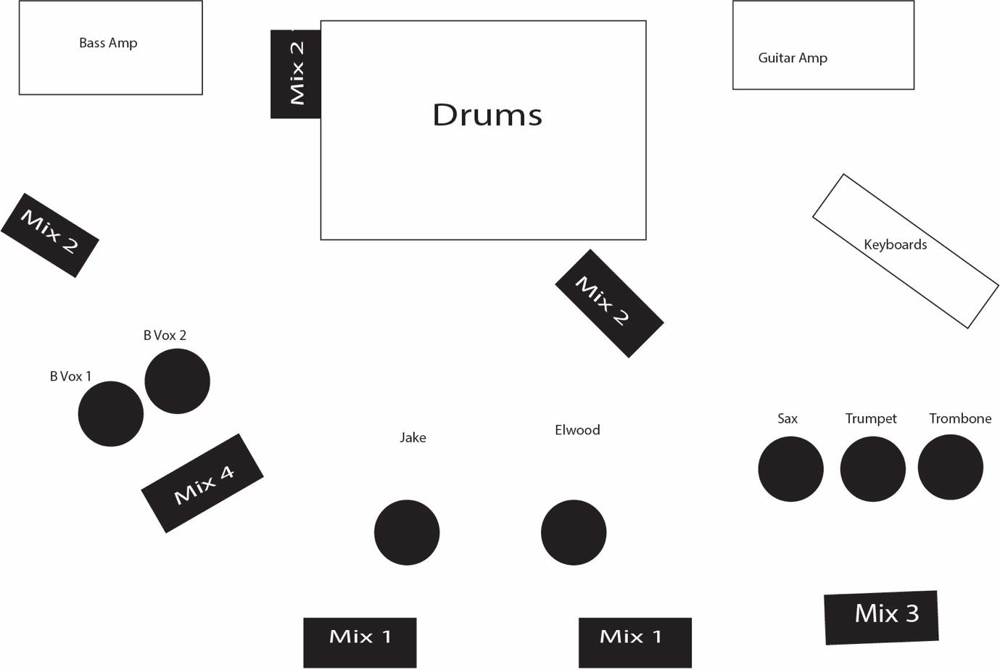 Bass Amp
Mix 2
Drums
Guitar Amp
Mix 2
Keyboards
Mix 2
B Vox 2
B Vox 1
Jake
Elwood
Sax
Trumpet
Trombone
Mix 4
Mix 1
Mix 1
Mix 3